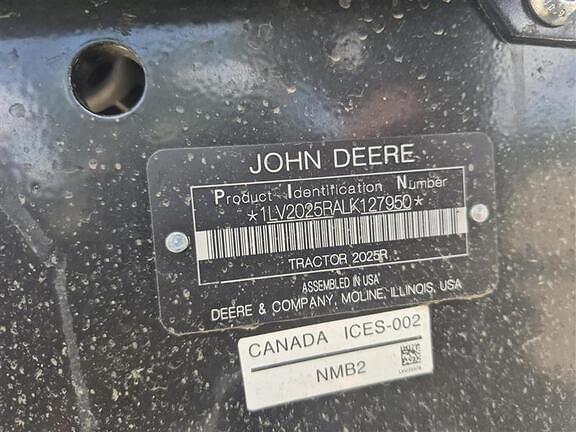 JOHN DEERE
Product Identification Number
*1LV2025RALK127950*
TRACTOR 2025R
ASSEMBLED IN USA
DEERE & COMPANY, MOLINE, ILLINOIS, USA
CANADA ICES-002
NMB2